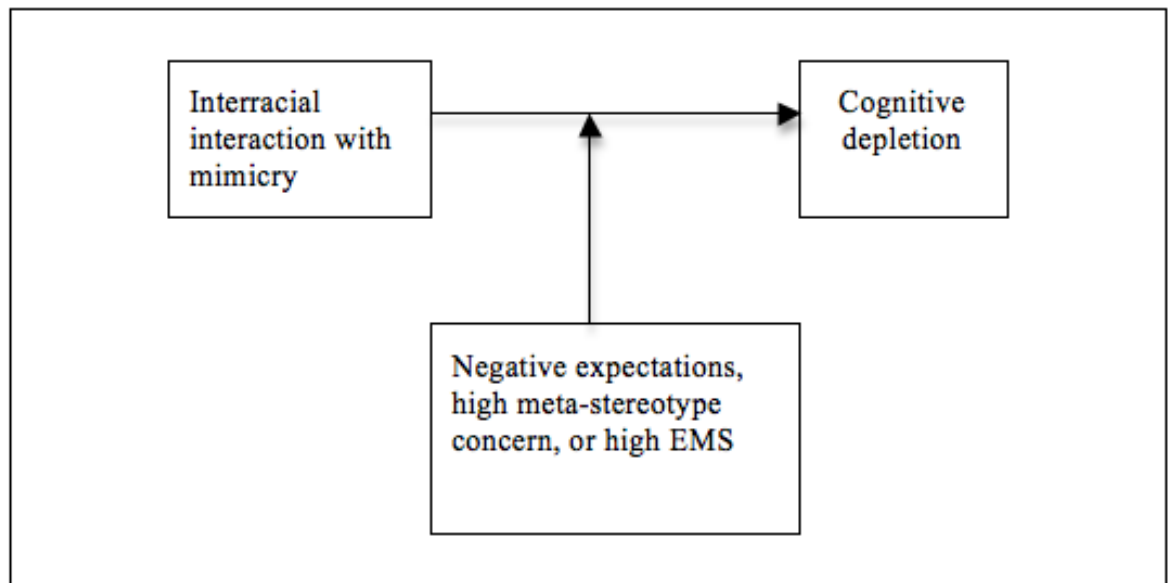 Interracial
interaction with
mimicry
Cognitive
depletion
Negative expectations,
high meta-stereotype
concern, or high EMS